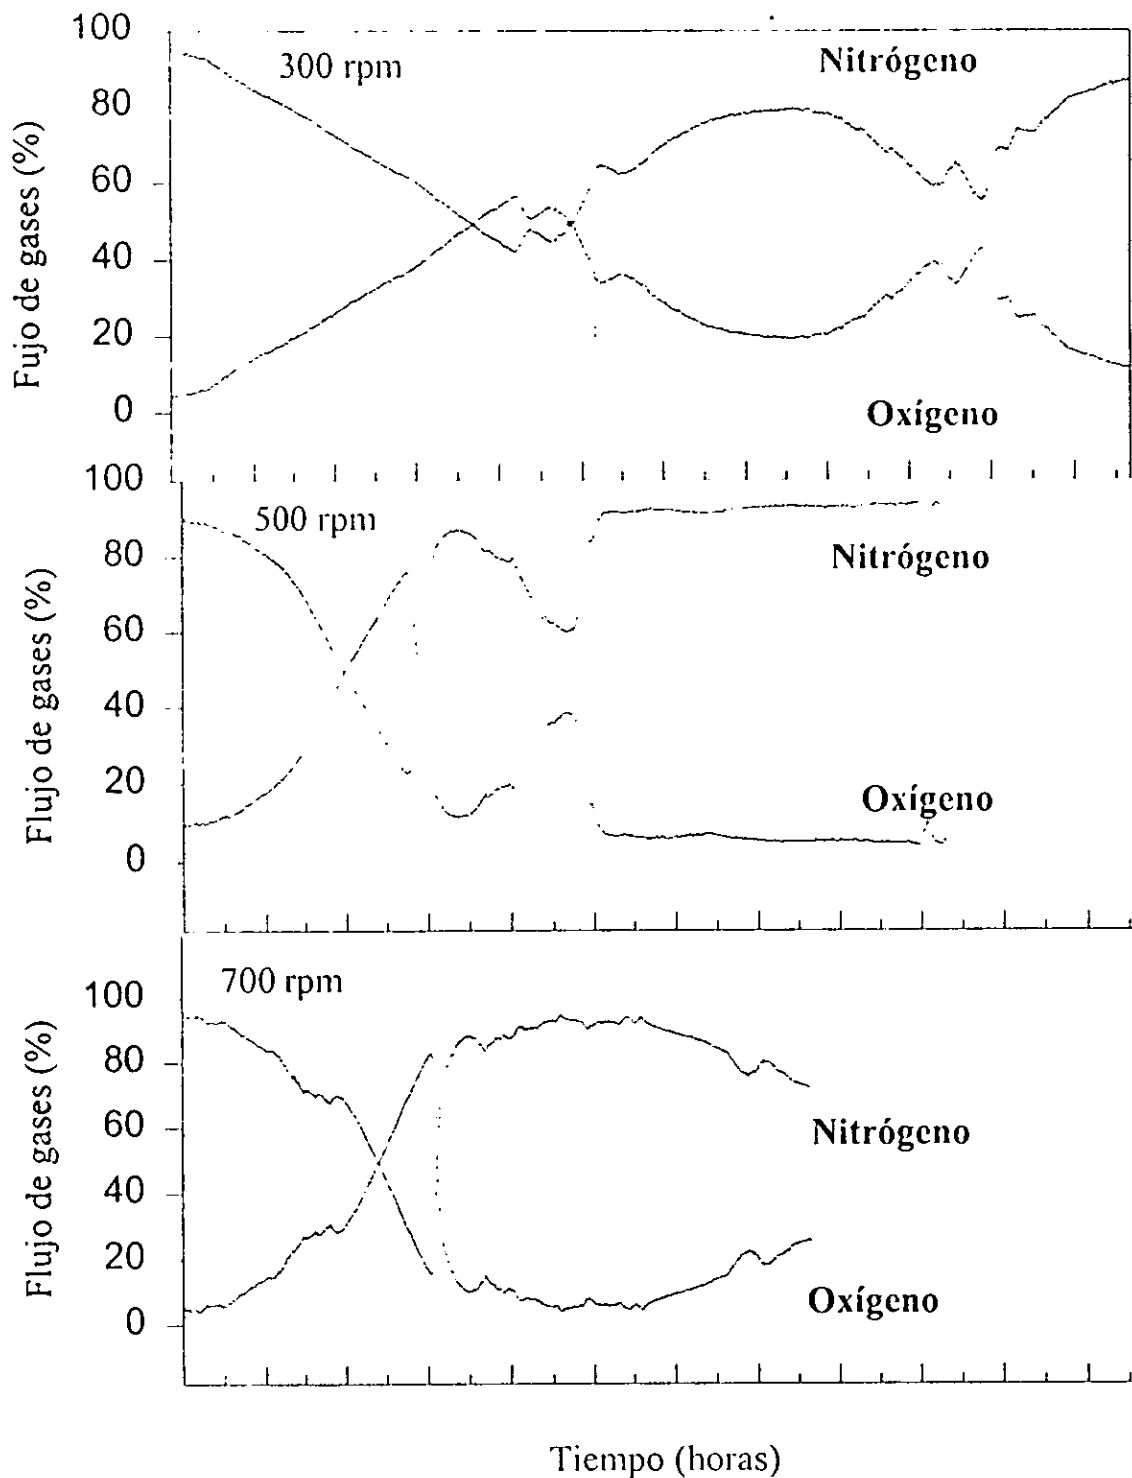 100
300 rpm
Nitrógeno
80
60
40
20
0
Oxígeno
Fujo de gases (%)
100
500 rpm
80
Nitrógeno
60
40
20
Oxígeno
0
Flujo de gases (%)
700 rpm
100
80
60
Nitrógeno
40
20
Oxígeno
0
Flujo de gases (%)
Tiempo (horas)